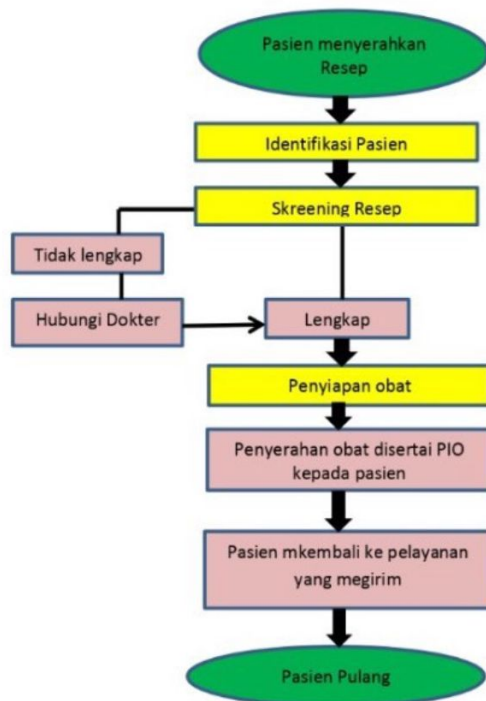 Pasien menyerahkan
Resep
Identifikasi Pasien
Skreening Resep
Tidak lengkap
Hubungi Dokter
Lengkap
Penyiapan obat
Penyerahan obat disertai PIO
kepada pasien
Pasien mkembali ke pelayanan
yang megirim
Pasien Pulang